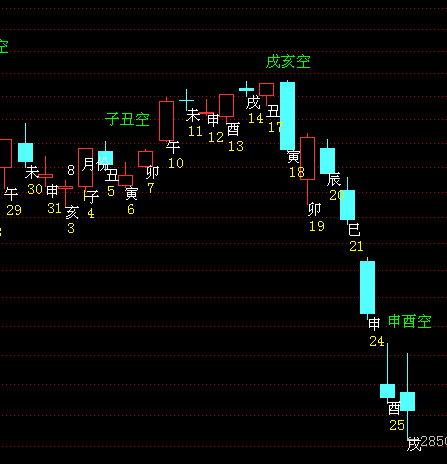 空
戌亥空
子丑空
申酉空
午
29
未
30
申
31
8 月份
亥
3
子
4
丑
5
寅
6
卯
7
午
10
未
11
申
12
酉
13
戌
14
丑
17
寅
18
卯
19
辰
20
巳
21
申
24
酉
25
戌
2850